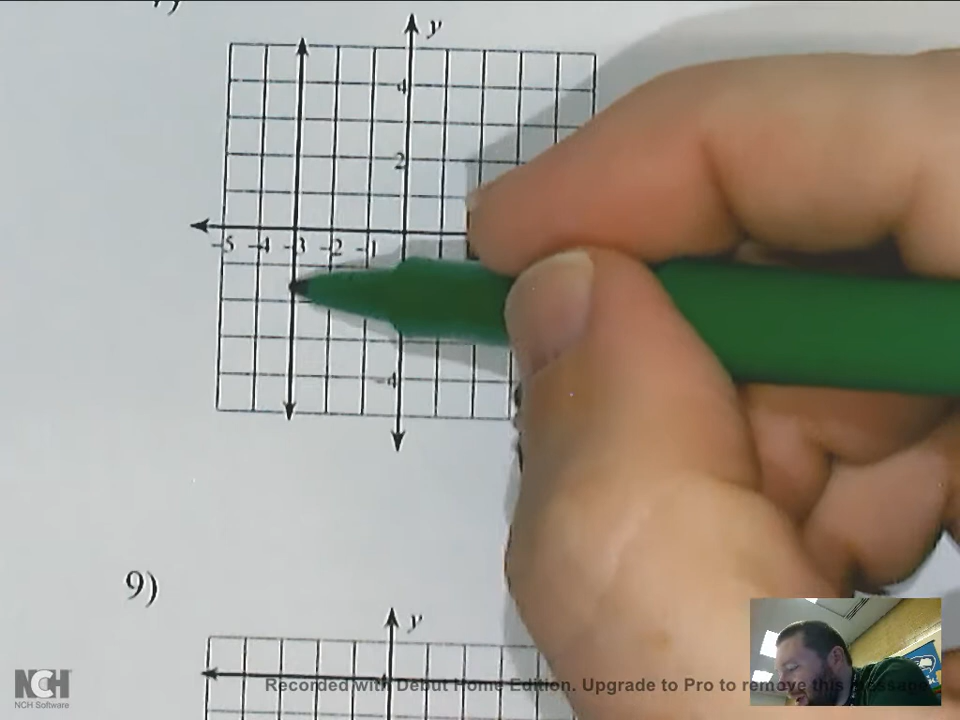 y
4
2
-5 -4 -3 -2 -1
-4
9)
y
NCH
NCH Software
Recorded with Debut Home Edition. Upgrade to Pro to remove this message